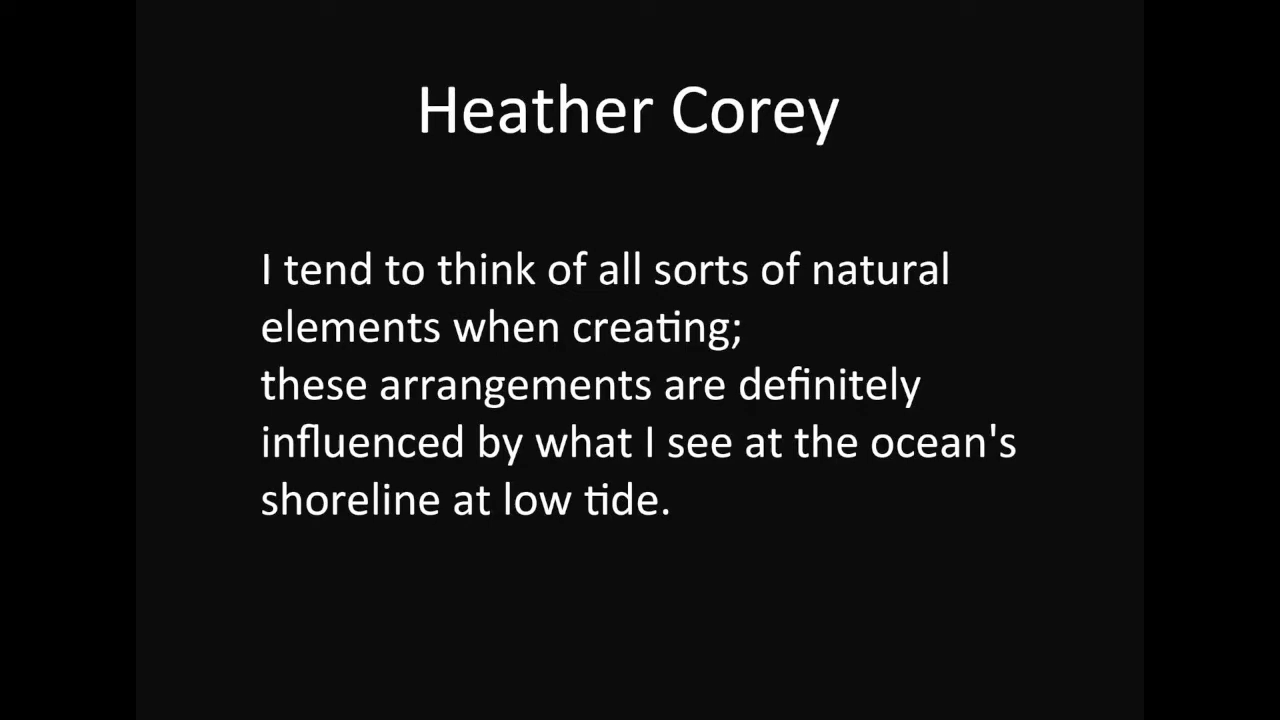 Heather Corey
I tend to think of all sorts of natural
elements when creating;
these arrangements are definitely
influenced by what I see at the ocean's
shoreline at low tide.